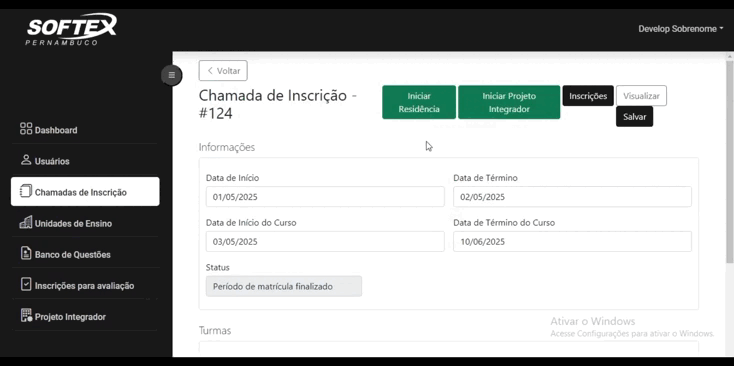 SOFTEX
PERNAMBUCO
Develop Sobrenome
Voltar
Chamada de Inscrição -
#124
Iniciar
Residência
Iniciar Projeto
Integrador
Inscrições
Visualizar
Salvar
Dashboard
Usuários
Chamadas de Inscrição
Unidades de Ensino
Banco de Questões
Inscrições para avaliação
Projeto Integrador
Informações
Data de Início
Data de Término
01/05/2025
02/05/2025
Data de Início do Curso
Data de Término do Curso
03/05/2025
10/06/2025
Status
Período de matrícula finalizado
Turmas
Ativar o Windows
Acesse Configurações para ativar o Windows.